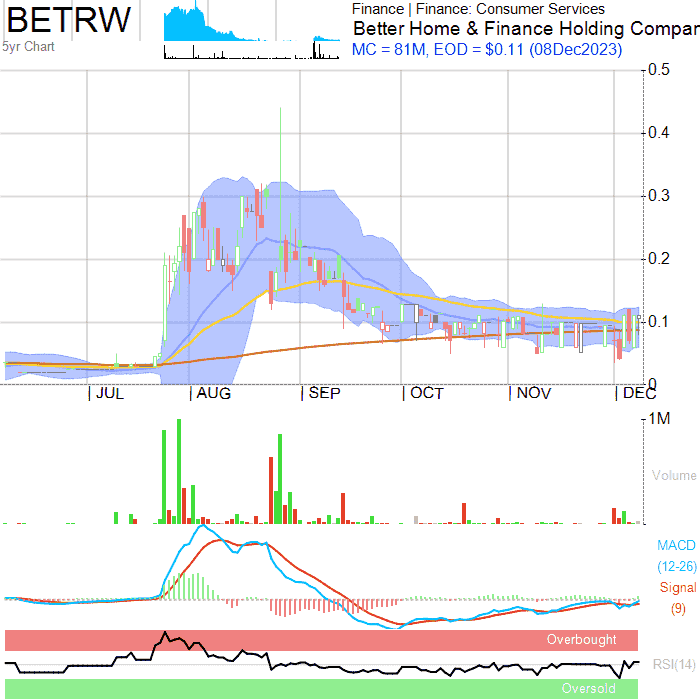 BETRW
Finance | Finance: Consumer Services
Better Home & Finance Holding Compan
5yr Chart
MC = 81M, EOD = $0.11 (08Dec2023)
0.5
0.4
0.3
0.2
0.1
0
JUL
AUG
SEP
OCT
NOV
DEC
1M
Volume
MACD
(12-26)
Signal
(9)
Overbought
RSI(14)
Oversold